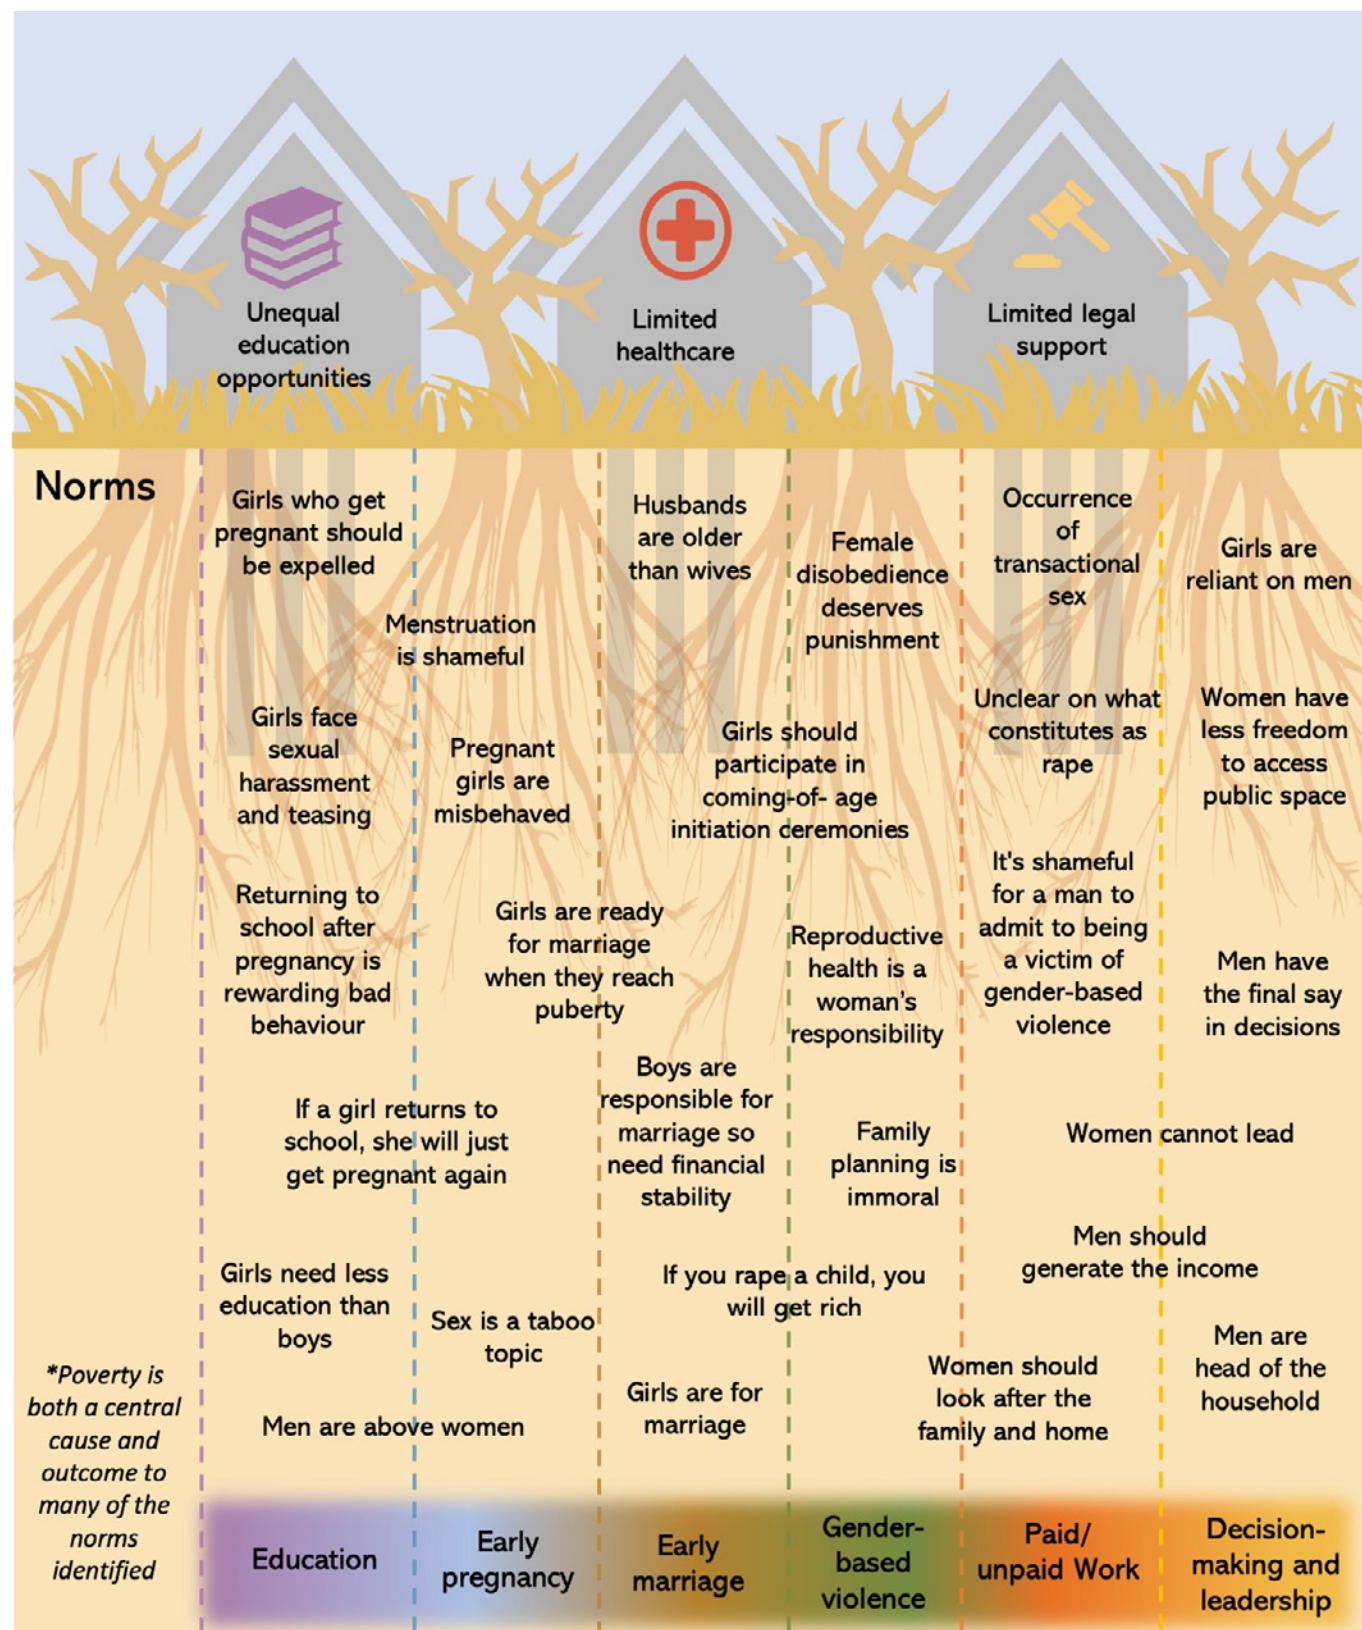 Unequal
education
opportunities
Limited
healthcare
Limited legal
support
Norms
Girls who get
pregnant should
be expelled
Menstruation
is shameful
Girls face
sexual
harassment
and teasing
Pregnant
girls are
misbehaved
Returning to
school after
pregnancy is
rewarding bad
behaviour
Girls are ready
for marriage
when they reach
puberty
If a girl returns to
school, she will just
get pregnant again
Girls need less
education than
boys
Sex is a taboo
topic
Men are above women
Husbands
are older
than wives
Female
disobedience
deserves
punishment
Girls should
participate in
coming-of- age
initiation ceremonies
Reproductive
health is a
woman's
responsibility
Boys are
responsible for
marriage so
need financial
stability
Family
planning is
immoral
If you rape a child, you
will get rich
Girls are for
marriage
Occurrence
of
transactional
sex
Girls are
reliant on men
Unclear on what
constitutes as
rape
Women have
less freedom
to access
public space
It's shameful
for a man to
admit to being
a victim of
gender-based
violence
Men have
the final say
in decisions
Women cannot lead
Men should
generate the income
Women should
look after the
family and home
Men are
head of the
household
*Poverty is
both a central
cause and
outcome to
many of the
norms
identified
Education
Early
pregnancy
Early
marriage
Gender-
based
violence
Paid/
unpaid Work
Decision-
making and
leadership